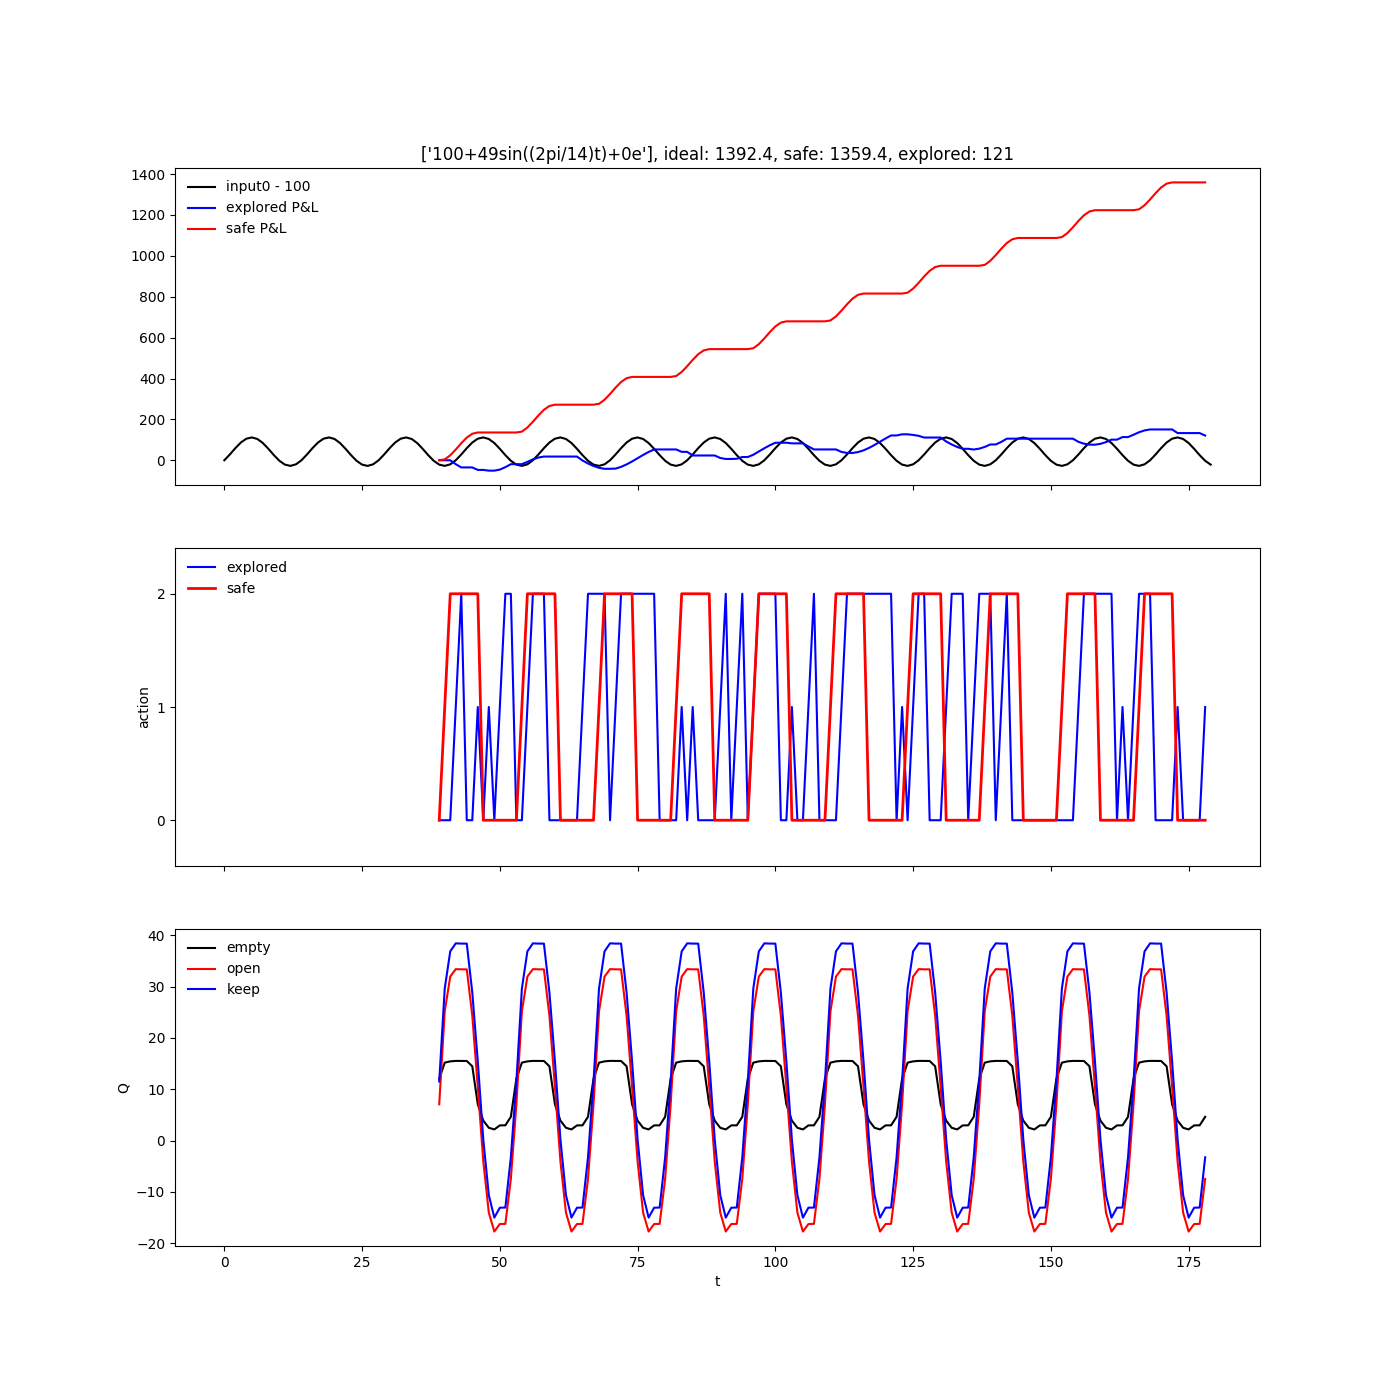 ['100+49sin((2pi/14)t)+0e'], ideal: 1392.4, safe: 1359.4, explored: 121
1400
1200
1000
800
600
400
200
0
input0 - 100
explored P&L
safe P&L
2
1
0
action
explored
safe
40
30
20
10
0
−10
−20
Q
empty
open
keep
0 25 50 75 100 125 150 175
t